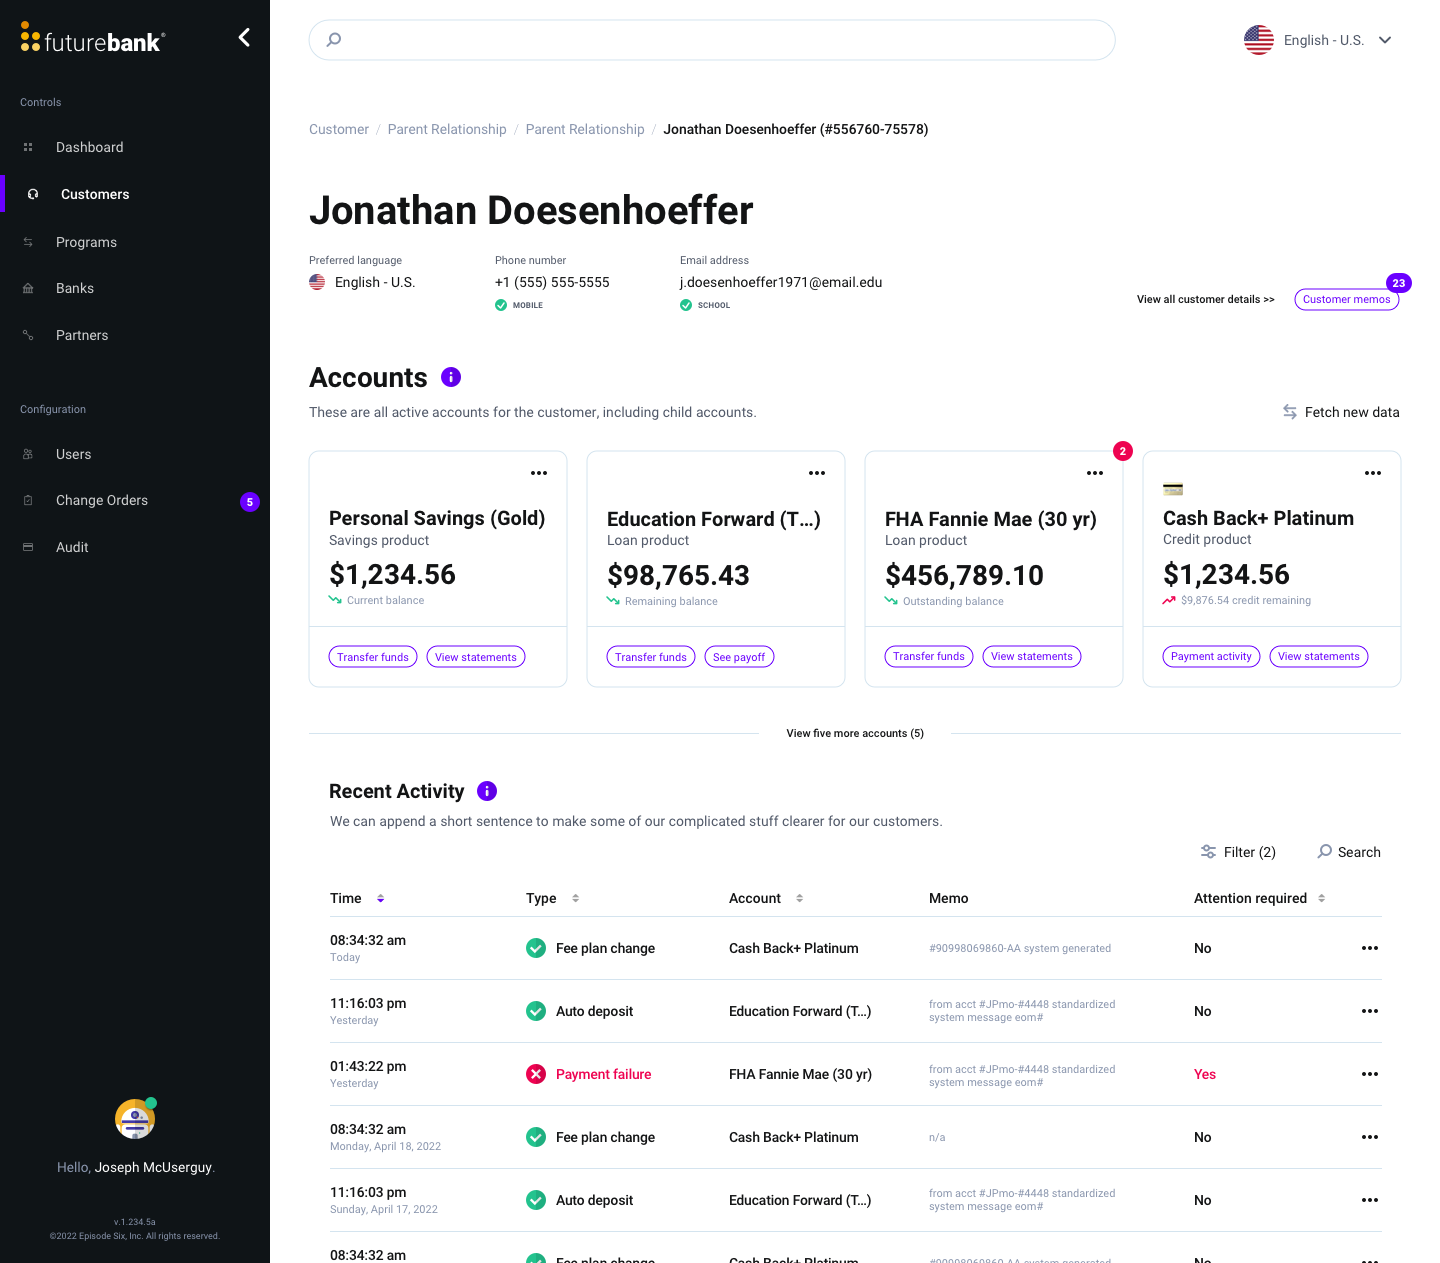 futurebank®
Controls
Dashboard
Customers
Programs
Banks
Partners
Configuration
Users
Change Orders
5
Audit
Hello, Joseph McUserguy.
v.1.234.5a
©2022 Episode Six, Inc. All rights reserved.
English - U.S.
Customer / Parent Relationship / Parent Relationship / Jonathan Doesenhoeffer (#556760-75578)
Jonathan Doesenhoeffer
Preferred language
English - U.S.
Phone number
+1 (555) 555-5555
MOBILE
Email address
j.doesenhoeffer1971@email.edu
SCHOOL
View all customer details >>
Customer memos
23
Accounts
These are all active accounts for the customer, including child accounts.
Fetch new data
Personal Savings (Gold)
Savings product
$1,234.56
Current balance
Transfer funds
View statements
Education Forward (T...)
Loan product
$98,765.43
Remaining balance
Transfer funds
See payoff
2
FHA Fannie Mae (30 yr)
Loan product
$456,789.10
Outstanding balance
Transfer funds
View statements
Cash Back+ Platinum
Credit product
$1,234.56
$9,876.54 credit remaining
Payment activity
View statements
View five more accounts (5)
Recent Activity
We can append a short sentence to make some of our complicated stuff clearer for our customers.
Filter (2)
Search
Time
Type
Account
Memo
Attention required
08:34:32 am
Today
Fee plan change
Cash Back+ Platinum
#90998069860-AA system generated
No
11:16:03 pm
Yesterday
Auto deposit
Education Forward (T...)
from acct #JPmo-#4448 standardized
system message eom#
No
01:43:22 pm
Yesterday
Payment failure
FHA Fannie Mae (30 yr)
from acct #JPmo-#4448 standardized
system message eom#
Yes
08:34:32 am
Monday, April 18, 2022
Fee plan change
Cash Back+ Platinum
n/a
No
11:16:03 pm
Sunday, April 17, 2022
Auto deposit
Education Forward (T...)
from acct #JPmo-#4448 standardized
system message eom#
No
08:34:32 am
Fee plan change
Cash Back+ Platinum
#90998069860-AA system generated
No